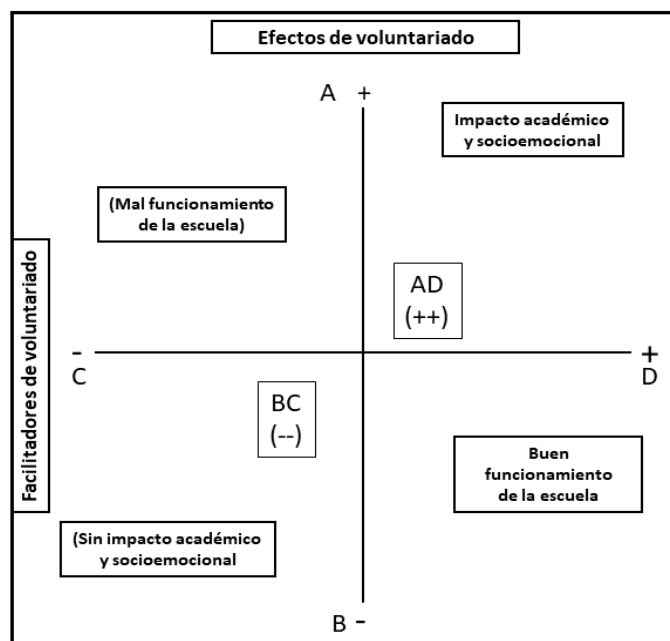 Efectos de voluntariado
A +
Impacto académico
y socioemocional
(Mal funcionamiento
de la escuela)
Facilitadores de voluntariado
AD
(++)
- +
C D
BC
(--)
Buen
funcionamiento
de la escuela
(Sin impacto académico
y socioemocional
B -